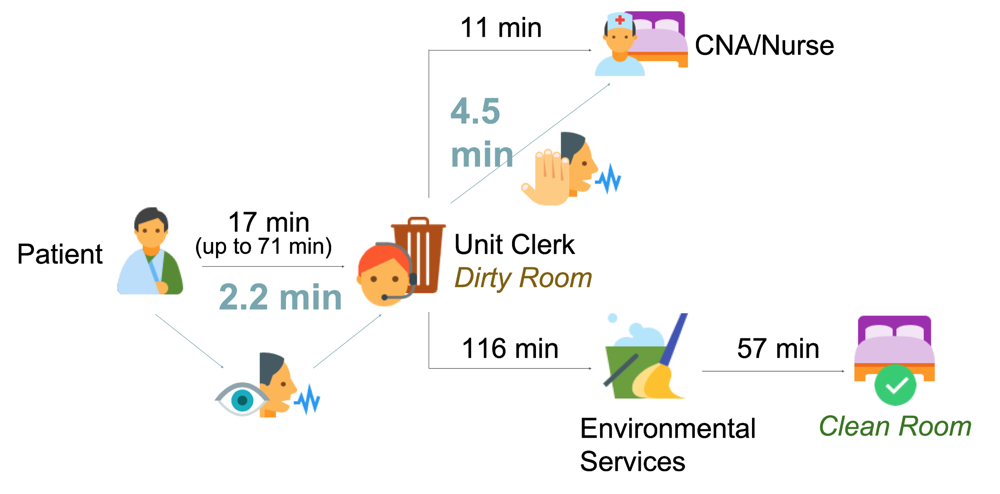 11 min
CNA/Nurse
4.5
min
17 min
(up to 71 min)
Patient
2.2 min
Unit Clerk
Dirty Room
116 min
57 min
Environmental
Services
Clean Room